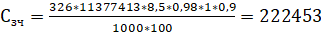 Сзч = 326*11377413*8,5*0,98*1*0,9 / 1000*100 = 222453